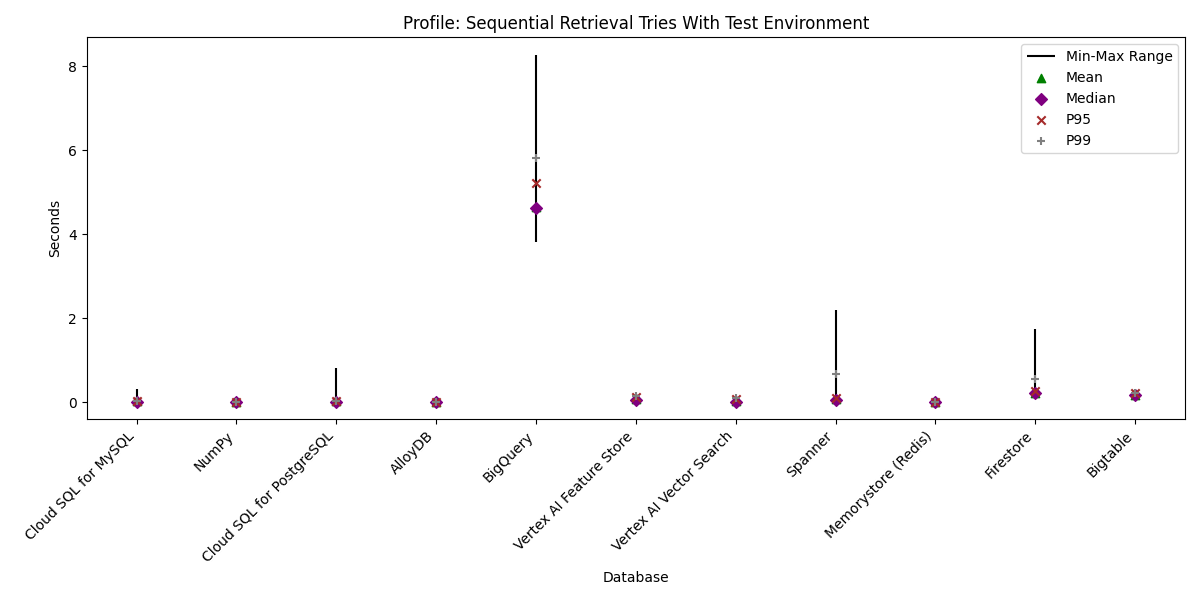 Profile: Sequential Retrieval Tries With Test Environment
Min-Max Range
Mean
Median
P95
P99
Seconds
8
6
4
2
0
Cloud SQL for MySQL
NumPy
Cloud SQL for PostgreSQL
AlloyDB
BigQuery
Vertex AI Feature Store
Vertex AI Vector Search
Spanner
Memorystore (Redis)
Firestore
Bigtable
Database